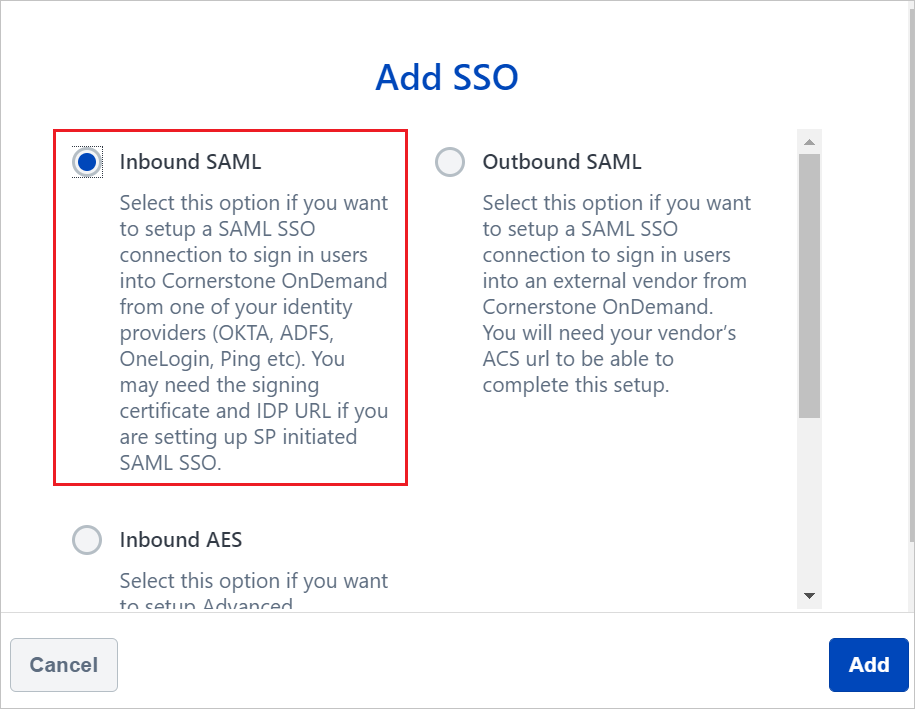 Add SSO
Inbound SAML
Select this option if you want
to setup a SAML SSO
connection to sign in users
into Cornerstone OnDemand
from one of your identity
providers (OKTA, ADFS,
OneLogin, Ping etc). You
may need the signing
certificate and IDP URL if you
are setting up SP initiated
SAML SSO.
Outbound SAML
Select this option if you want
to setup a SAML SSO
connection to sign in users
into an external vendor from
Cornerstone OnDemand.
You will need your vendor’s
ACS url to be able to
complete this setup.
Inbound AES
Select this option if you want
to setup Advanced
Cancel
Add